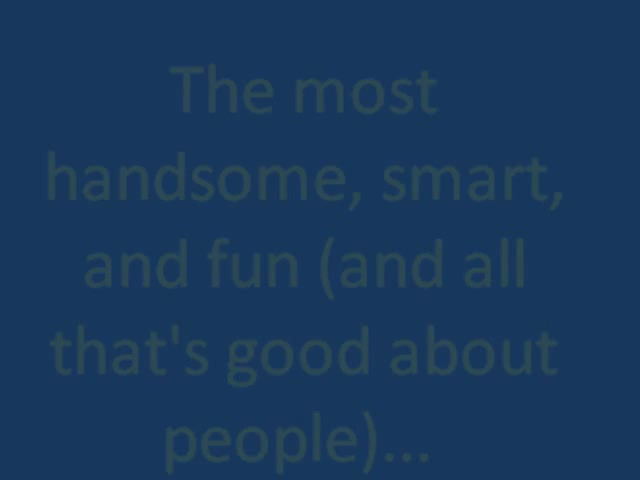 The most
handsome, smart,
and fun (and all
that's good about
people)...